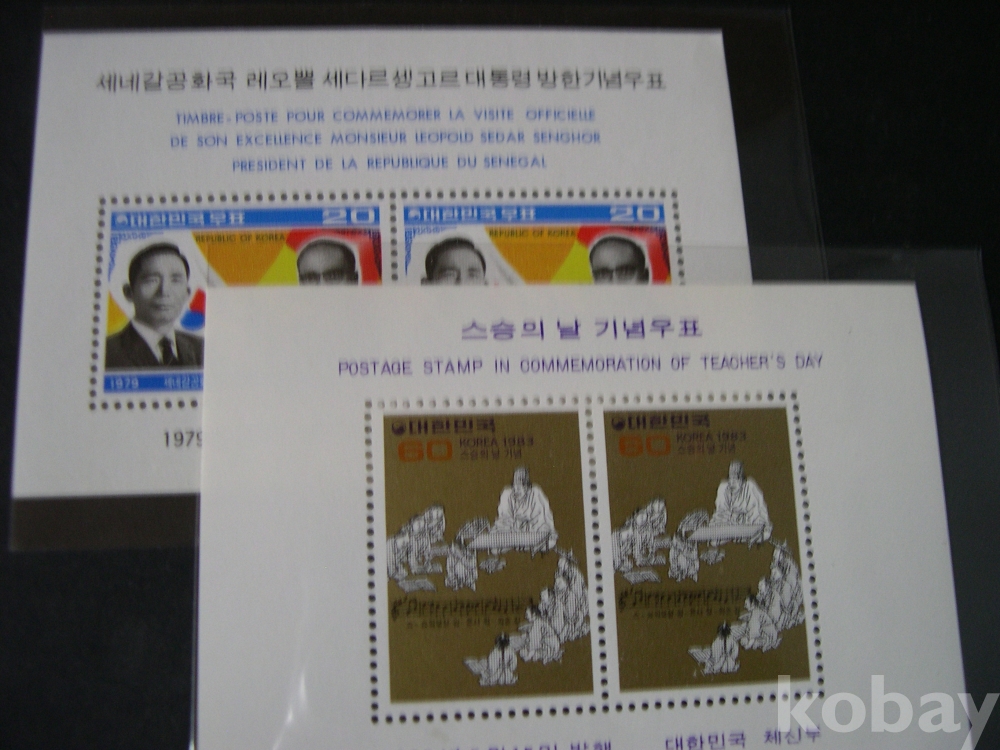 세네갈공화국 레오뽈 세다르 셍고르 대통령 방한기념우표
TIMBRE-POSTE POUR COMMEMORER LA VISITE OFFICIELLE
DE SON EXCELLENCE MONSIEUR LEOPOLD SEDAR SENGHOR
PRESIDENT DE LA REPUBLIQUE DU SENEGAL
대한민국우표 20
REPUBLIC OF KOREA
1979
대한민국우표 20
REPUBLIC OF KOREA
1979
스승의 날 기념우표
POSTAGE STAMP IN COMMEMORATION OF TEACHER'S DAY
대한민국
60 KOREA 1983
스승의 날 기념
대한민국
60 KOREA 1983
스승의 날 기념
발행 대한민국 체신부
kobay